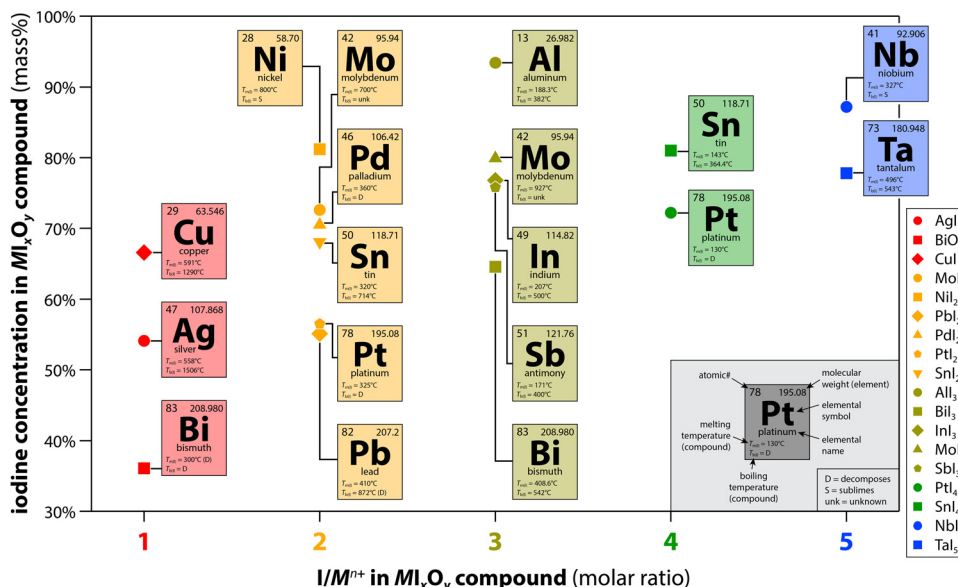 iodine concentration in MIxOy compound (mass%)
100%
90%
80%
70%
60%
50%
40%
30%
28 58.70
Ni
nickel
Tmelt = 800°C
Tboil = S
42 95.94
Mo
molybdenum
Tmelt = 700°C
Tboil = unk
46 106.42
Pd
palladium
Tmelt = 360°C
Tboil = D
50 118.71
Sn
tin
Tmelt = 320°C
Tboil = 714°C
78 195.08
Pt
platinum
Tmelt = 325°C
Tboil = D
82 207.2
Pb
lead
Tmelt = 410°C
Tboil = 872°C (D)
29 63.546
Cu
copper
Tmelt = 591°C
Tboil = 1290°C
47 107.868
Ag
silver
Tmelt = 558°C
Tboil = 1506°C
83 208.980
Bi
bismuth
Tmelt = 300°C (D)
Tboil = D
13 26.982
Al
aluminum
Tmelt = 188.3°C
Tboil = 382°C
42 95.94
Mo
molybdenum
Tmelt = 927°C
Tboil = unk
49 114.82
In
indium
Tmelt = 207°C
Tboil = 500°C
51 121.76
Sb
antimony
Tmelt = 171°C
Tboil = 400°C
83 208.980
Bi
bismuth
Tmelt = 408.6°C
Tboil = 542°C
50 118.71
Sn
tin
Tmelt = 143°C
Tboil = 364.4°C
78 195.08
Pt
platinum
Tmelt = 130°C
Tboil = D
41 92.906
Nb
niobium
Tmelt = 327°C
Tboil = S
73 180.948
Ta
tantalum
Tmelt = 496°C
Tboil = 543°C
AgI
BiO
CuI
MoI
NiI2
PbI2
PdI2
PtI2
SnI2
AlI3
BiI3
InI3
MoI
SbI3
PtI4
SnI4
NbI
TaI5
atomic#
molecular
weight (element)
78 195.08
Pt
platinum
Tmelt = 130°C
Tboil = D
elemental
symbol
elemental
name
melting
temperature
(compound)
boiling
temperature
(compound)
D = decomposes
S = sublimes
unk = unknown
1 2 3 4 5
I/Mn+ in MIxOy compound (molar ratio)